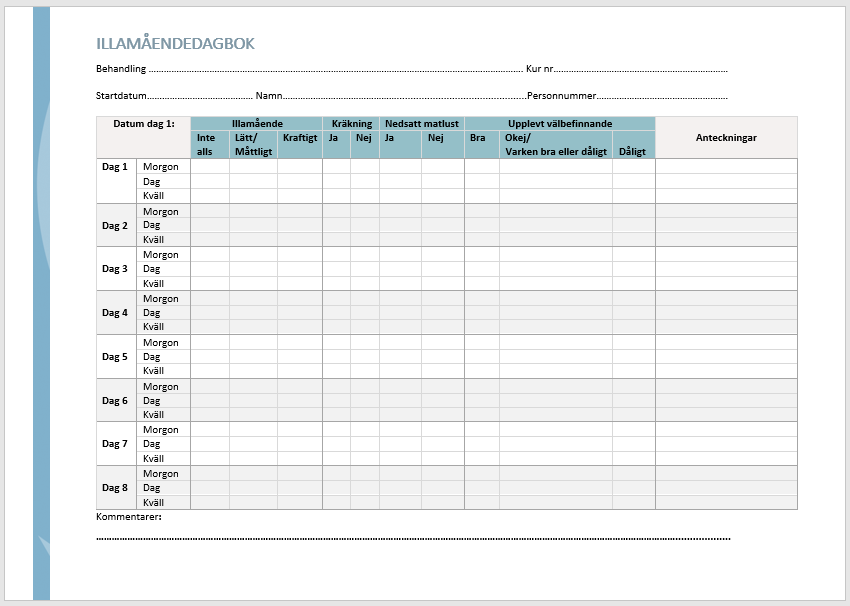 ILLAMÅENDEDAGBOK
Behandling ........................................................................................................................ Kur nr..........................................................
Startdatum................................... Namn................................................................................Personnummer............................................
Datum dag 1: Illamående Kräkning Nedsatt matlust Upplevt välbefinnande Anteckningar
Inte alls Lätt/ Måttligt Kraftigt Ja Nej Ja Nej Bra Okej/ Varken bra eller dåligt Dåligt
Dag 1 Morgon
Dag
Kväll
Dag 2 Morgon
Dag
Kväll
Dag 3 Morgon
Dag
Kväll
Dag 4 Morgon
Dag
Kväll
Dag 5 Morgon
Dag
Kväll
Dag 6 Morgon
Dag
Kväll
Dag 7 Morgon
Dag
Kväll
Dag 8 Morgon
Dag
Kväll
Kommentarer:
................................................................................................................................................................